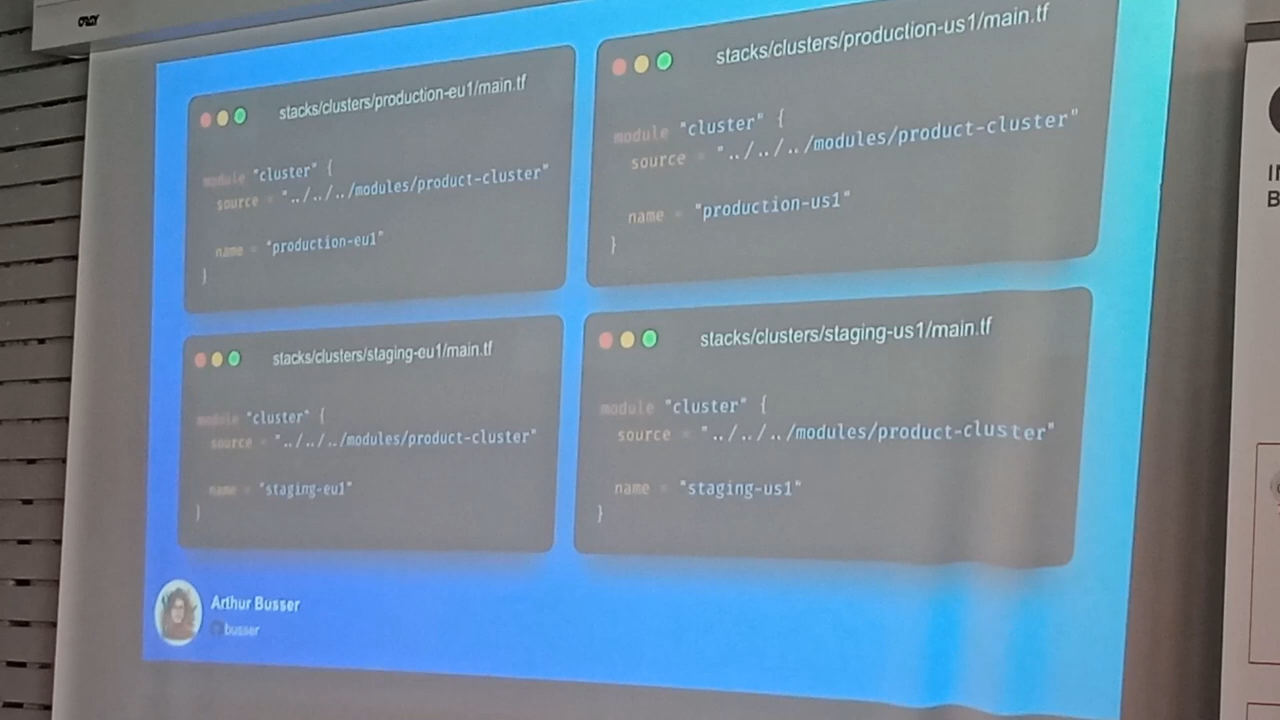 stacks/clusters/production-eu1/main.tf
module "cluster" {
source = "../../../modules/product-cluster"
name = "production-eu1"
}
stacks/clusters/production-us1/main.tf
module "cluster" {
source = "../../../modules/product-cluster"
name = "production-us1"
}
stacks/clusters/staging-eu1/main.tf
module "cluster" {
source = "../../../modules/product-cluster"
name = "staging-eu1"
}
stacks/clusters/staging-us1/main.tf
module "cluster" {
source = "../../../modules/product-cluster"
name = "staging-us1"
}
Arthur Busser
busser